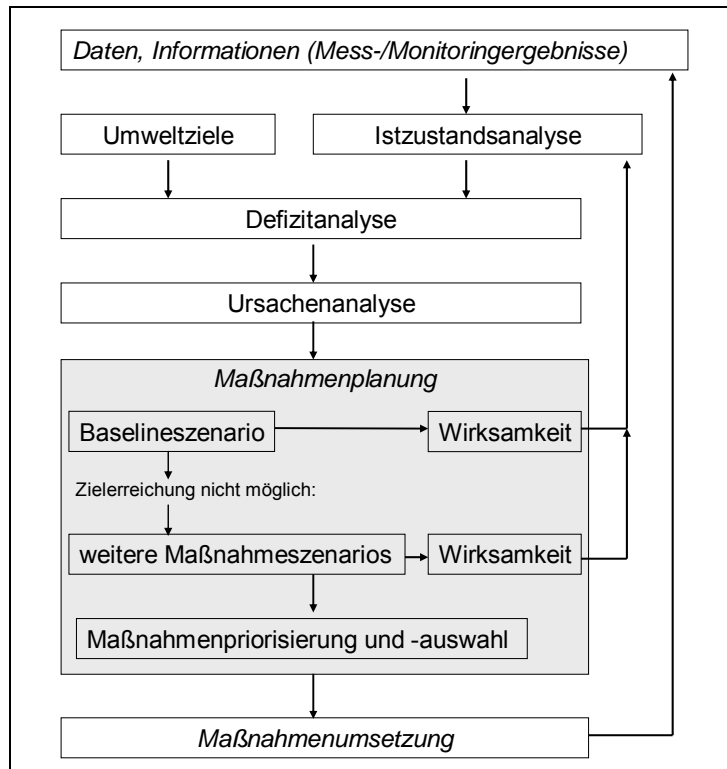 Daten, Informationen (Mess-/Monitoringergebnisse)
Umweltziele
Istzustandsanalyse
Defizitanalyse
Ursachenanalyse
Maßnahmenplanung
Baselineszenario
Wirksamkeit
Zielerreichung nicht möglich:
weitere Maßnahmeszenarios
Wirksamkeit
Maßnahmenpriorisierung und -auswahl
Maßnahmenumsetzung